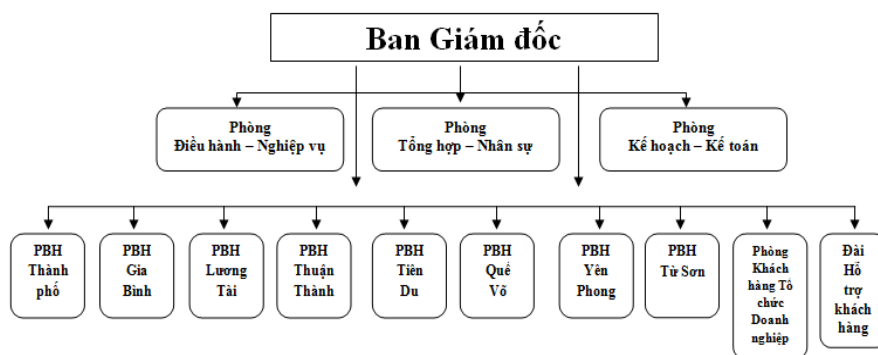 Ban Giám đốc
Phòng
Điều hành – Nghiệp vụ
Phòng
Tổng hợp – Nhân sự
Phòng
Kế hoạch – Kế toán
PBH
Thành
phố
PBH
Gia
Bình
PBH
Lương
Tài
PBH
Thuận
Thành
PBH
Tiên
Du
PBH
Quế
Võ
PBH
Yên
Phong
PBH
Từ Sơn
Phòng
Khách
hàng Tổ
chức
Doanh
nghiệp
Đài
Hỗ
trợ
khách
hàng